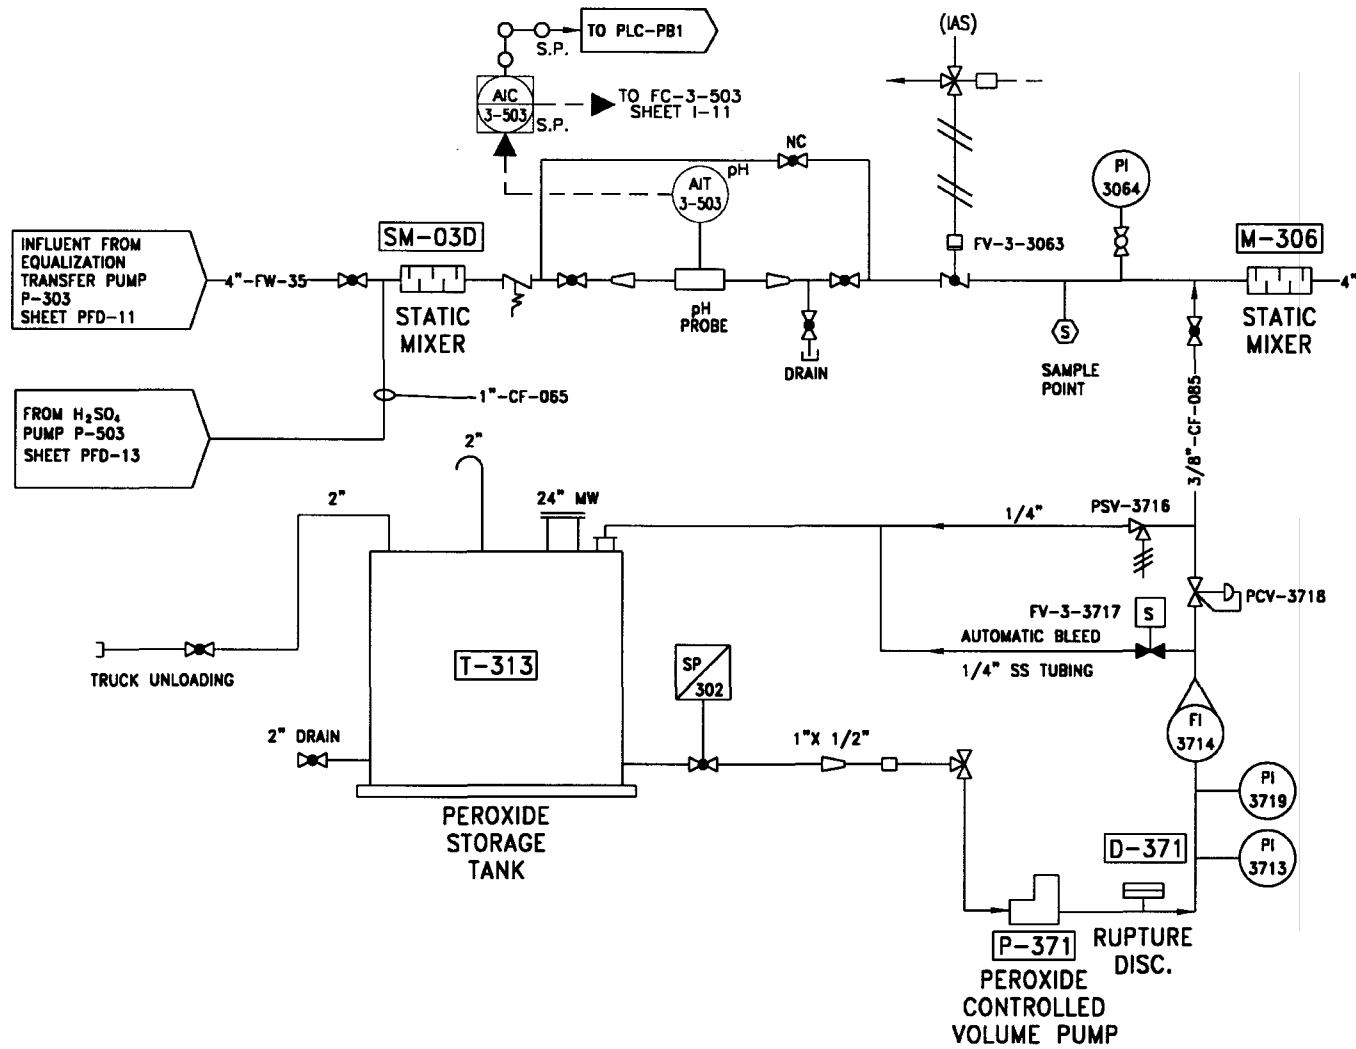 (IAS)
TO PLC-PB1
S.P.
AIC
3-503
S.P.
TO FC-3-503
SHEET I-11
NC
pH
AIT
3-503
PI
3064
SM-03D
FV-3-3063
M-306
INFLUENT FROM
EQUALIZATION
TRANSFER PUMP
P-303
SHEET PFD-11
4"-FW-35
4"
STATIC
MIXER
pH
PROBE
DRAIN
S
SAMPLE
POINT
STATIC
MIXER
FROM H₂SO₄
PUMP P-503
SHEET PFD-13
1"-CF-065
3/8"-CF-085
2"
2"
24" MW
1/4"
PSV-3716
FV-3-3717
S
PCV-3718
AUTOMATIC BLEED
1/4" SS TUBING
TRUCK UNLOADING
T-313
SP
302
2" DRAIN
1"X 1/2"
FI
3714
PEROXIDE
STORAGE
TANK
PI
3719
D-371
PI
3713
P-371
RUPTURE
DISC.
PEROXIDE
CONTROLLED
VOLUME PUMP